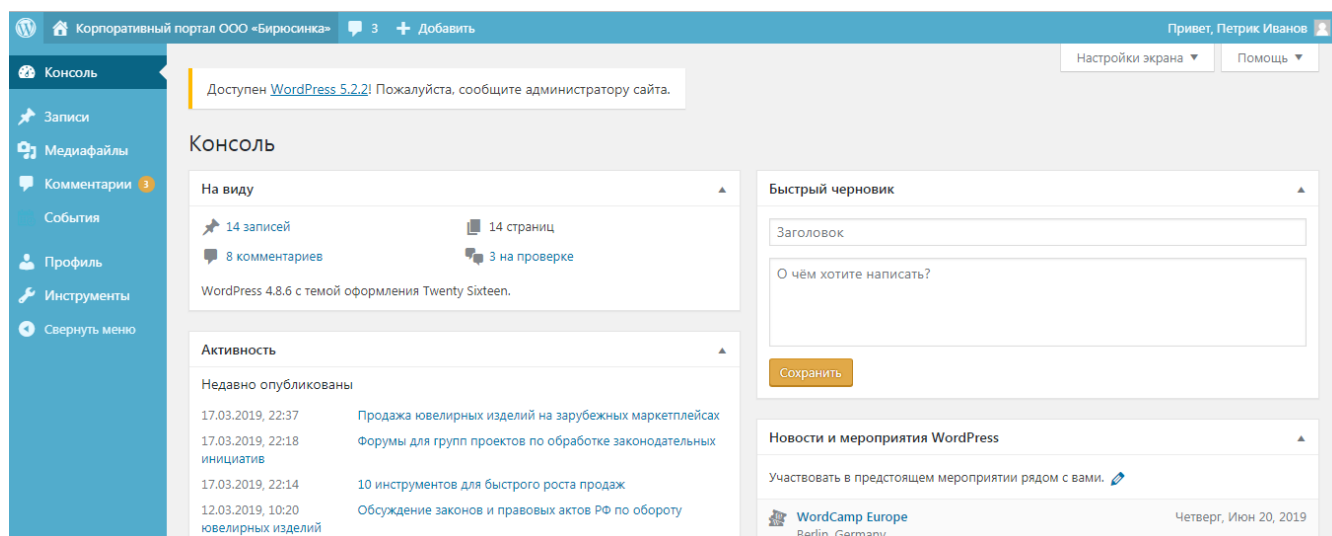 Корпоративный портал ООО «Бирюсинка» 3 + Добавить Привет, Петрик Иванов
Настройки экрана ▼ Помощь ▼
Консоль
Записи
Медиафайлы
Комментарии 3
События
Профиль
Инструменты
Свернуть меню
Доступен WordPress 5.2.2! Пожалуйста, сообщите администратору сайта.
Консоль
На виду
14 записей 14 страниц
8 комментариев 3 на проверке
WordPress 4.8.6 с темой оформления Twenty Sixteen.
Активность
Недавно опубликованы
17.03.2019, 22:37 Продажа ювелирных изделий на зарубежных маркетплейсах
17.03.2019, 22:18 Форумы для групп проектов по обработке законодательных
инициатив
17.03.2019, 22:14 10 инструментов для быстрого роста продаж
12.03.2019, 10:20 Обсуждение законов и правовых актов РФ по обороту
ювелирных изделий
Быстрый черновик
Заголовок
О чём хотите написать?
Сохранить
Новости и мероприятия WordPress
Участвовать в предстоящем мероприятии рядом с вами.
WordCamp Europe Четверг, Июн 20, 2019
Berlin, Germany